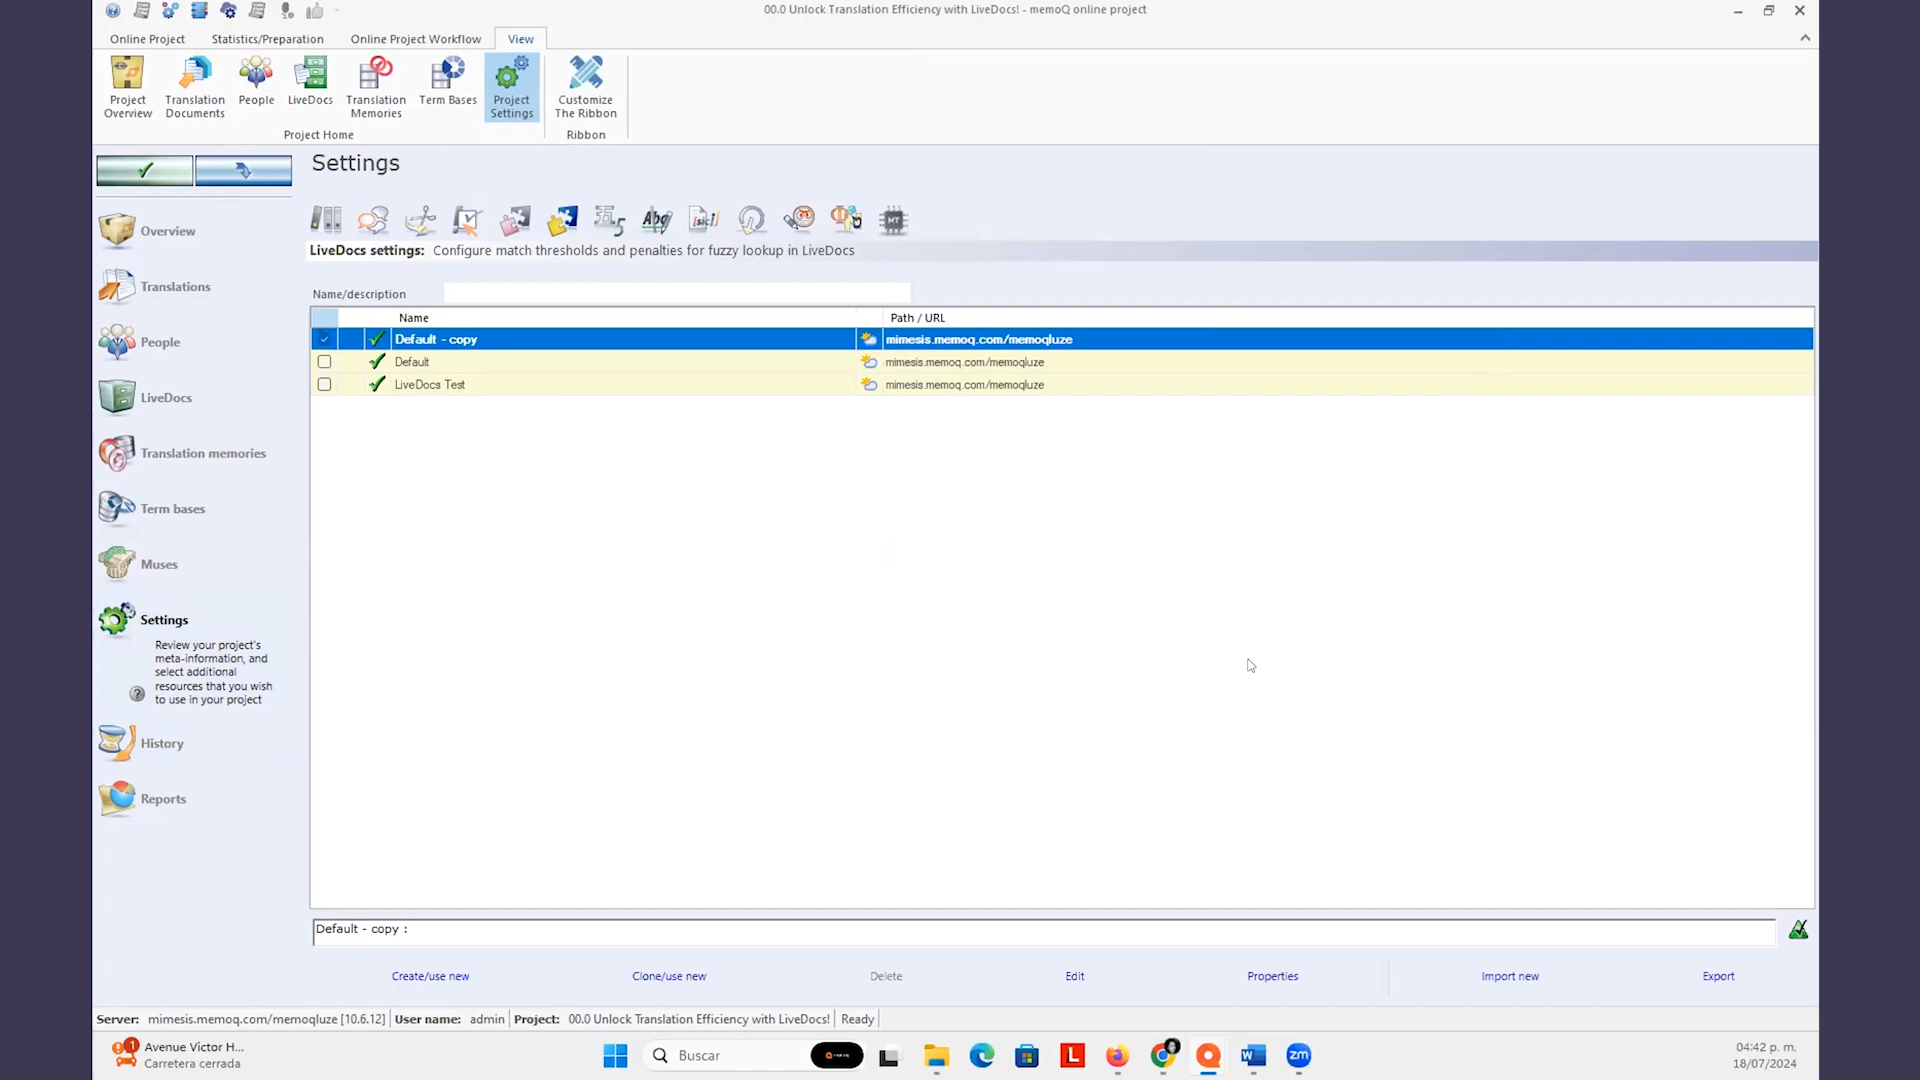 00.0 Unlock Translation Efficiency with LiveDocs! - memoQ online project
Online Project
Statistics/Preparation
Online Project Workflow
View
Project Overview
Translation Documents
People
LiveDocs
Translation Memories
Term Bases
Project Settings
Customize The Ribbon
Project Home
Ribbon
Settings
LiveDocs settings: Configure match thresholds and penalties for fuzzy lookup in LiveDocs
Name/description
Name
Path / URL
Default - copy
mimesis.memoq.com/memoqluze
Default
mimesis.memoq.com/memoqluze
LiveDocs Test
mimesis.memoq.com/memoqluze
Overview
Translations
People
LiveDocs
Translation memories
Term bases
Muses
Settings
Review your project's
meta-information, and
select additional
resources that you wish
to use in your project
History
Reports
Default - copy :
Create/use new
Clone/use new
Delete
Edit
Properties
Import new
Export
Server: mimesis.memoq.com/memoqluze [10.6.12] User name: admin Project: 00.0 Unlock Translation Efficiency with LiveDocs! Ready
1
Avenue Victor H...
Carretera cerrada
Buscar
L
W
zm
04:42 p. m.
18/07/2024